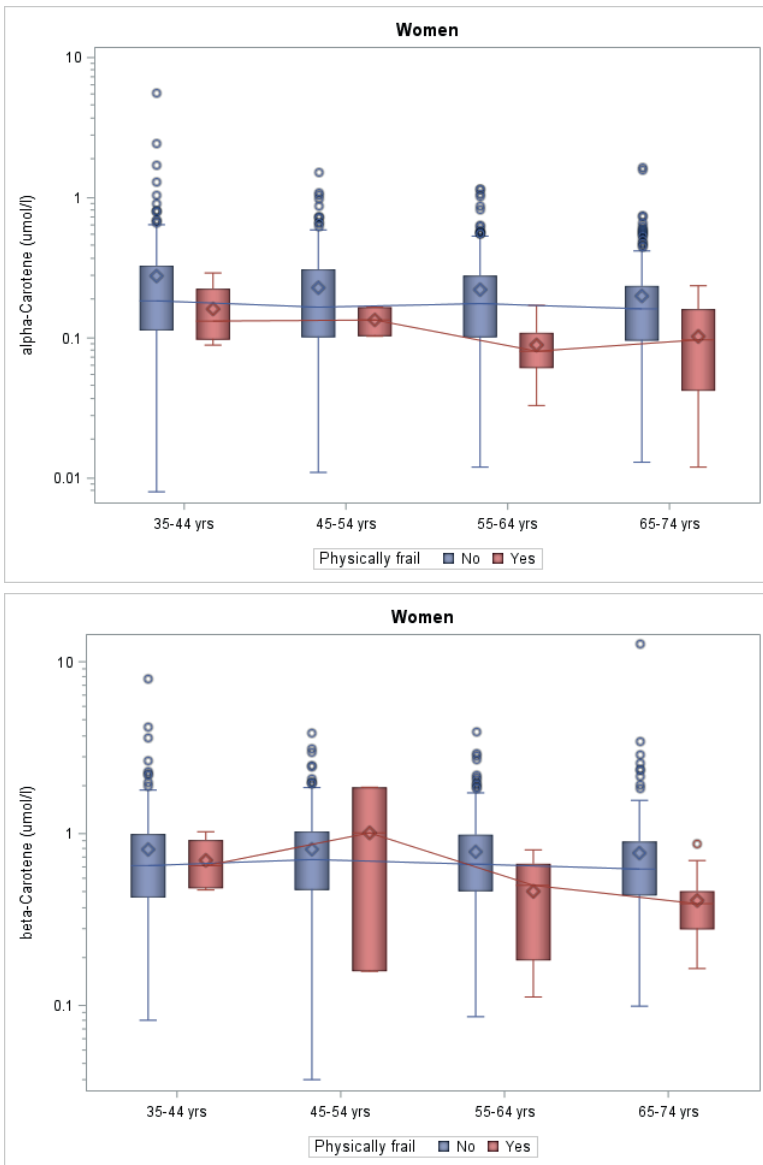 Women
10
1
0.1
0.01
alpha-Carotene (umol/l)
35-44 yrs 45-54 yrs 55-64 yrs 65-74 yrs
Physically frail No Yes
Women
10
1
0.1
beta-Carotene (umol/l)
35-44 yrs 45-54 yrs 55-64 yrs 65-74 yrs
Physically frail No Yes